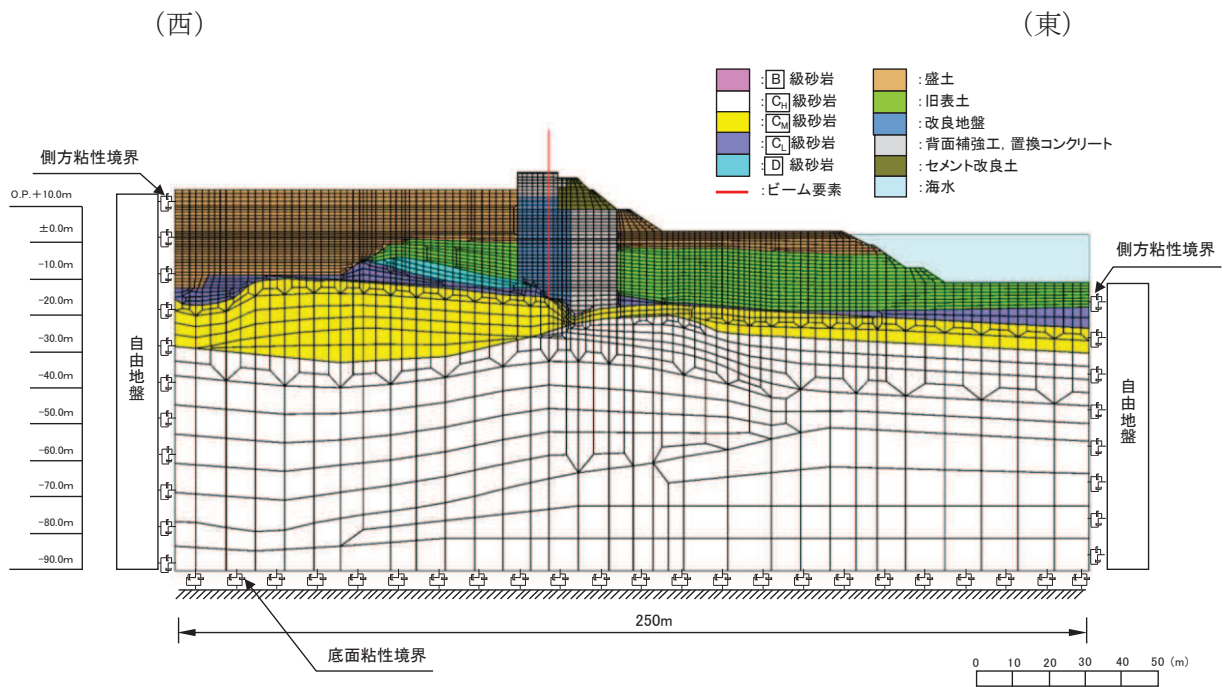 (西)
(東)
:B 級砂岩
:CH 級砂岩
:CM 級砂岩
:CL 級砂岩
:D 級砂岩
:ビーム要素
:盛土
:旧表土
:改良地盤
:背面補強工, 置換コンクリート
:セメント改良土
:海水
側方粘性境界
側方粘性境界
O.P.+10.0m
±0.0m
-10.0m
-20.0m
-30.0m
-40.0m
-50.0m
-60.0m
-70.0m
-80.0m
-90.0m
自由地盤
自由地盤
250m
底面粘性境界
0 10 20 30 40 50 (m)